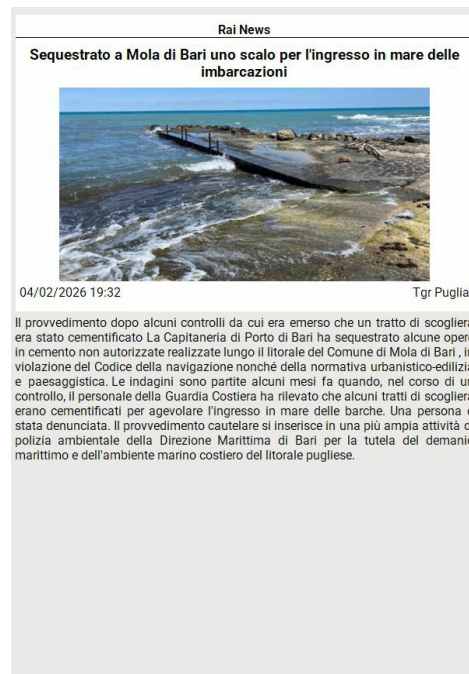 Rai News
Sequestrato a Mola di Bari uno scalo per l'ingresso in mare delle
imbarcazioni
04/02/2026 19:32
Tgr Puglia
Il provvedimento dopo alcuni controlli da cui era emerso che un tratto di scogliera
era stato cementificato La Capitaneria di Porto di Bari ha sequestrato alcune oper
in cemento non autorizzate realizzate lungo il litorale del Comune di Mola di Bari , i
violazione del Codice della navigazione nonché della normativa urbanistico-edilizi
e paesaggistica. Le indagini sono partite alcuni mesi fa quando, nel corso di u
controllo, il personale della Guardia Costiera ha rilevato che alcuni tratti di scoglier
erano cementificati per agevolare l'ingresso in mare delle barche. Una persona
stata denunciata. Il provvedimento cautelare si inserisce in una più ampia attività d
polizia ambientale della Direzione Marittima di Bari per la tutela del demani
marittimo e dell'ambiente marino costiero del litorale pugliese.